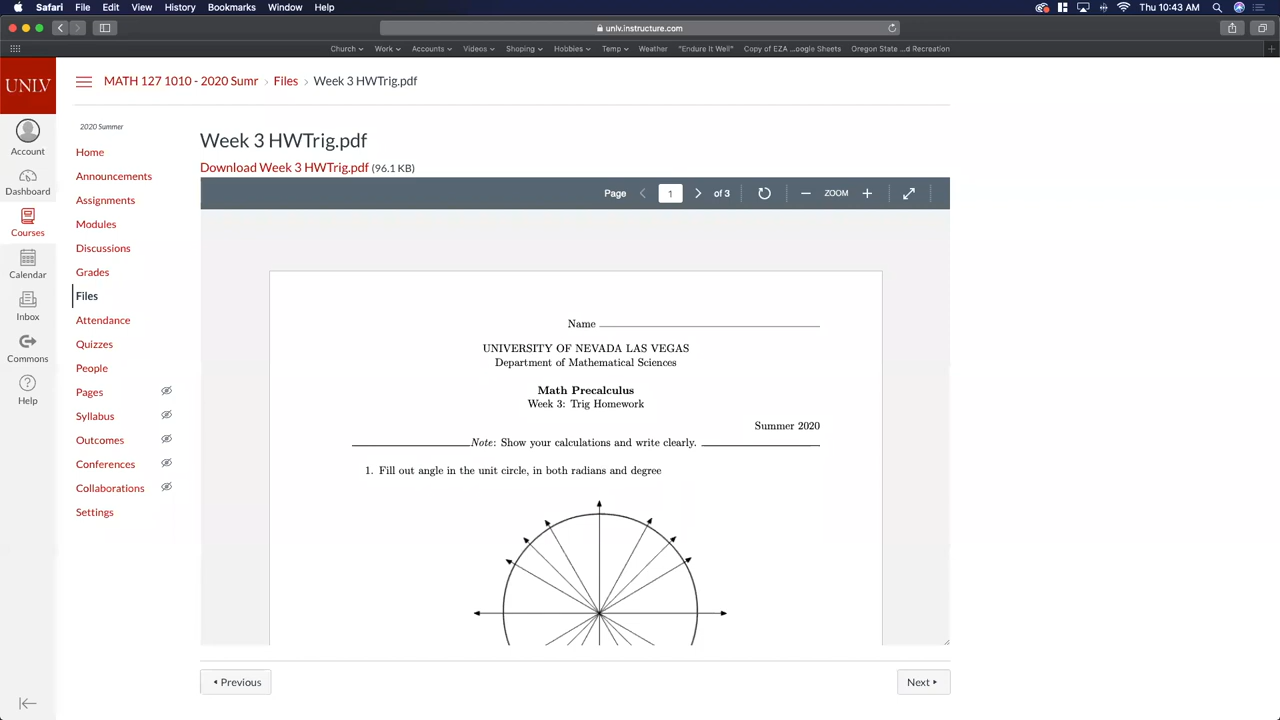 Safari File Edit View History Bookmarks Window Help
Thu 10:43 AM
unlv.instructure.com
Church Work Accounts Videos Shoping Hobbies Temp Weather "Endure It Well" Copy of EZA ...oogle Sheets Oregon State ...d Recreation
UNLV
MATH 127 1010 - 2020 Sumr › Files › Week 3 HWTrig.pdf
Account
Dashboard
Courses
Calendar
Inbox
Commons
Help
2020 Summer
Home
Announcements
Assignments
Modules
Discussions
Grades
Files
Attendance
Quizzes
People
Pages
Syllabus
Outcomes
Conferences
Collaborations
Settings
Week 3 HWTrig.pdf
Download Week 3 HWTrig.pdf (96.1 KB)
Page 1 of 3 ZOOM
Name
UNIVERSITY OF NEVADA LAS VEGAS
Department of Mathematical Sciences
Math Precalculus
Week 3: Trig Homework
Summer 2020
Note: Show your calculations and write clearly.
1. Fill out angle in the unit circle, in both radians and degree
Previous
Next